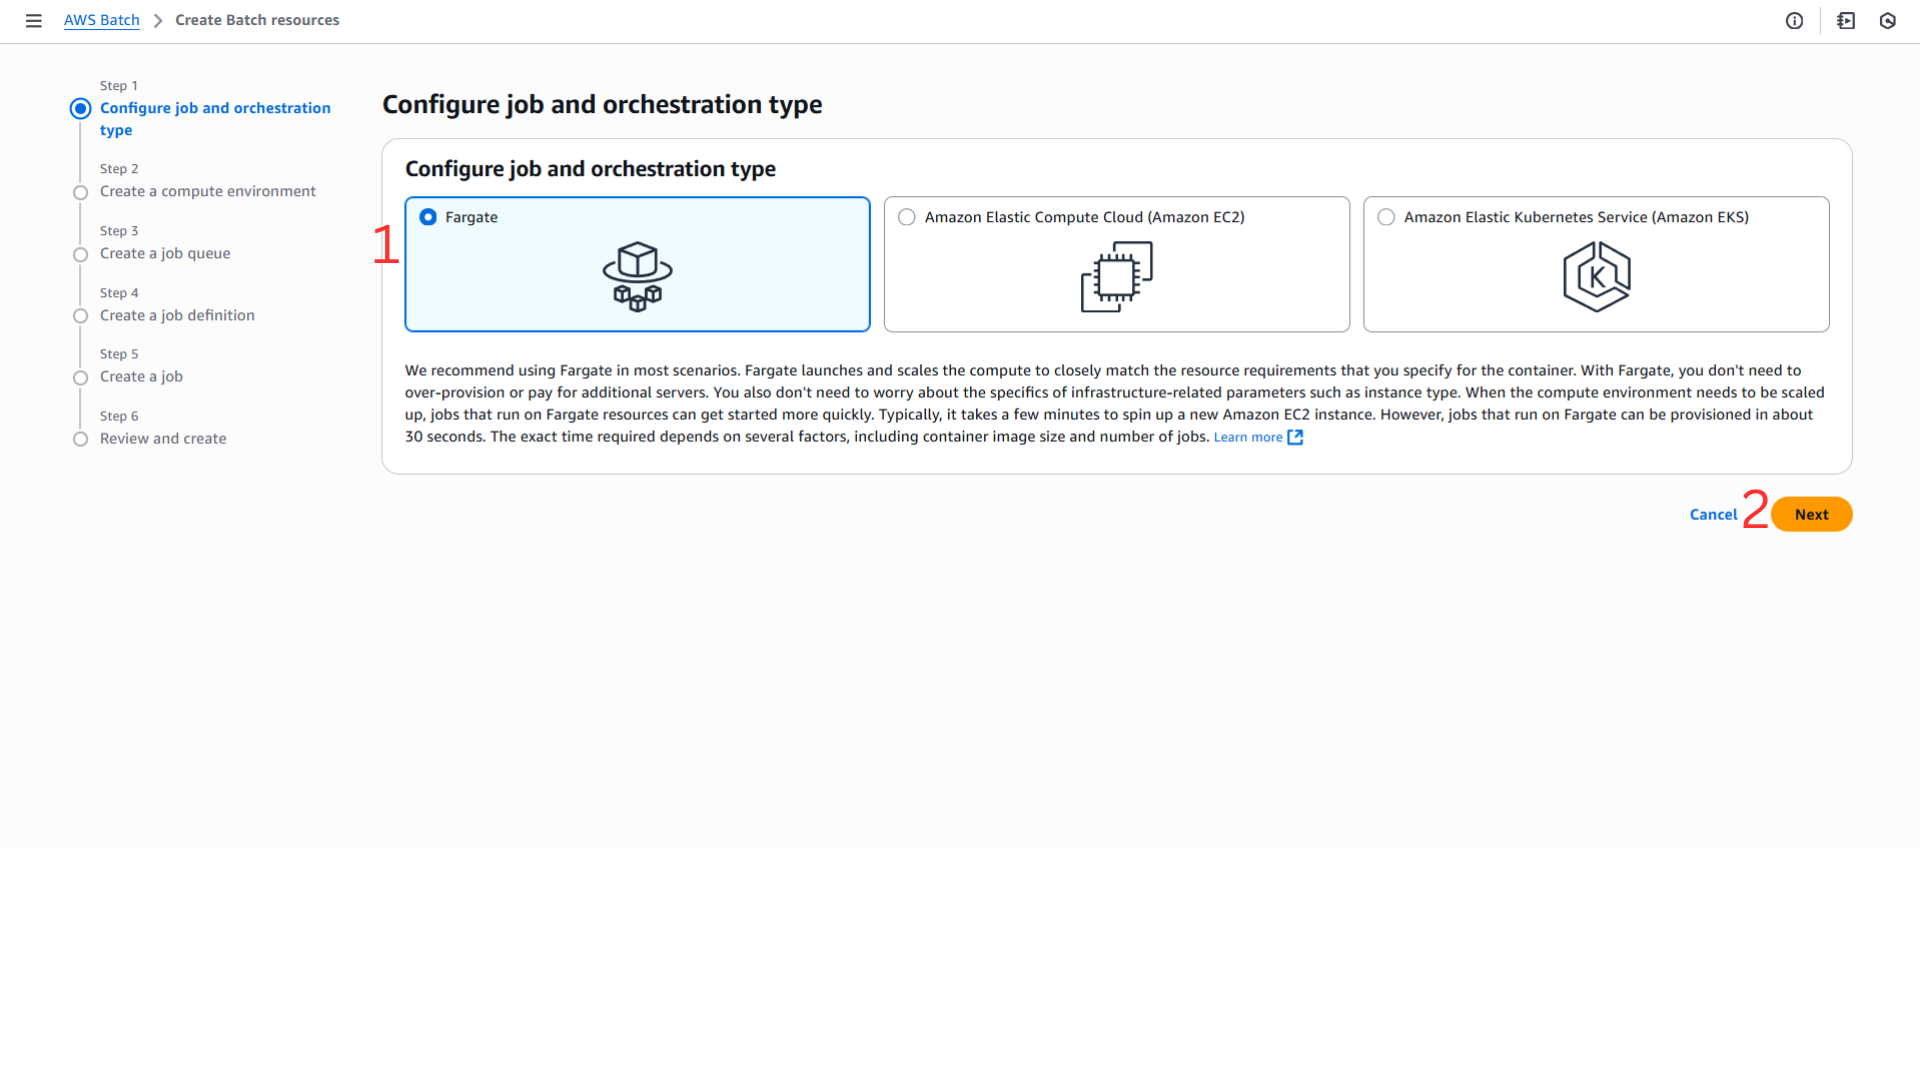 AWS Batch > Create Batch resources
Step 1
Configure job and orchestration
type
Step 2
Create a compute environment
Step 3
Create a job queue
Step 4
Create a job definition
Step 5
Create a job
Step 6
Review and create
Configure job and orchestration type
Configure job and orchestration type
1
Fargate
Amazon Elastic Compute Cloud (Amazon EC2)
Amazon Elastic Kubernetes Service (Amazon EKS)
K
We recommend using Fargate in most scenarios. Fargate launches and scales the compute to closely match the resource requirements that you specify for the container. With Fargate, you don't need to
over-provision or pay for additional servers. You also don't need to worry about the specifics of infrastructure-related parameters such as instance type. When the compute environment needs to be scaled
up, jobs that run on Fargate resources can get started more quickly. Typically, it takes a few minutes to spin up a new Amazon EC2 instance. However, jobs that run on Fargate can be provisioned in about
30 seconds. The exact time required depends on several factors, including container image size and number of jobs. Learn more
Cancel
2
Next